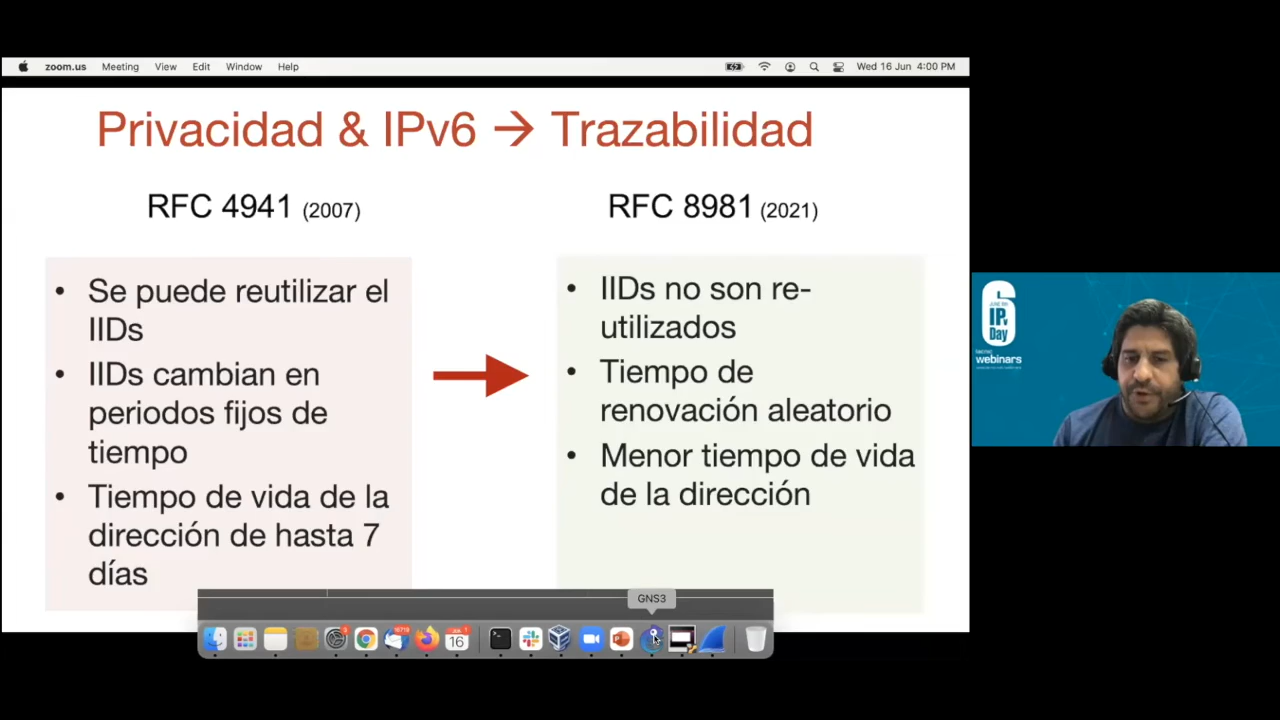 zoom.us Meeting View Edit Window Help Wed 16 Jun 4:00 PM
Privacidad & IPv6 → Trazabilidad
RFC 4941 (2007)
• Se puede reutilizar el
IIDs
• IIDs cambian en
periodos fijos de
tiempo
• Tiempo de vida de la
dirección de hasta 7
días
RFC 8981 (2021)
• IIDs no son re-
utilizados
• Tiempo de
renovación aleatorio
• Menor tiempo de vida
de la dirección
GNS3
16
6
IPv
Day
webinars